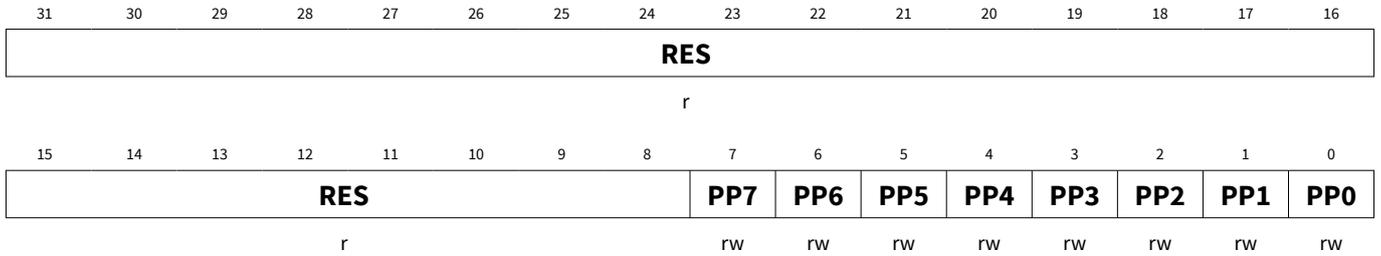 31 30 29 28 27 26 25 24 23 22 21 20 19 18 17 16
RES
r
15 14 13 12 11 10 9 8 7 6 5 4 3 2 1 0
RES PP7 PP6 PP5 PP4 PP3 PP2 PP1 PP0
r rw rw rw rw rw rw rw rw